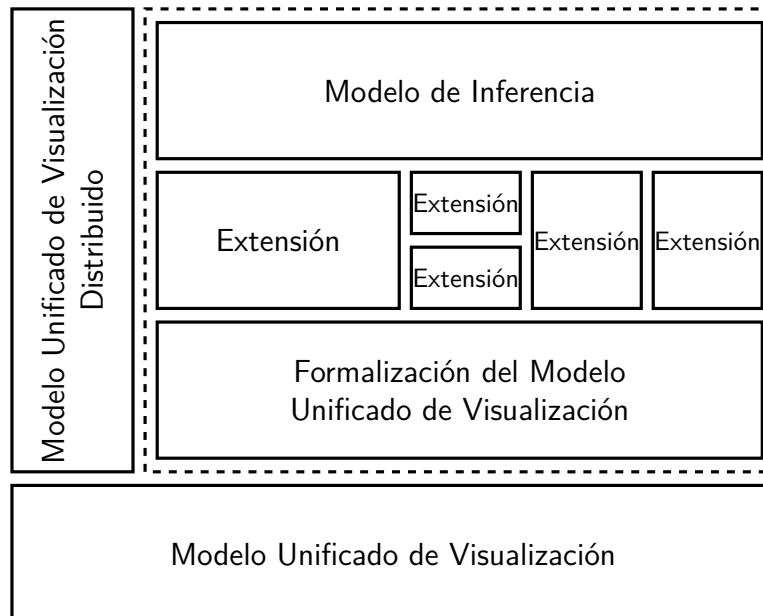 Modelo Unificado de Visualización
Distribuido
Modelo de Inferencia
Extensión
Extensión
Extensión
Extensión
Extensión
Formalización del Modelo
Unificado de Visualización
Modelo Unificado de Visualización